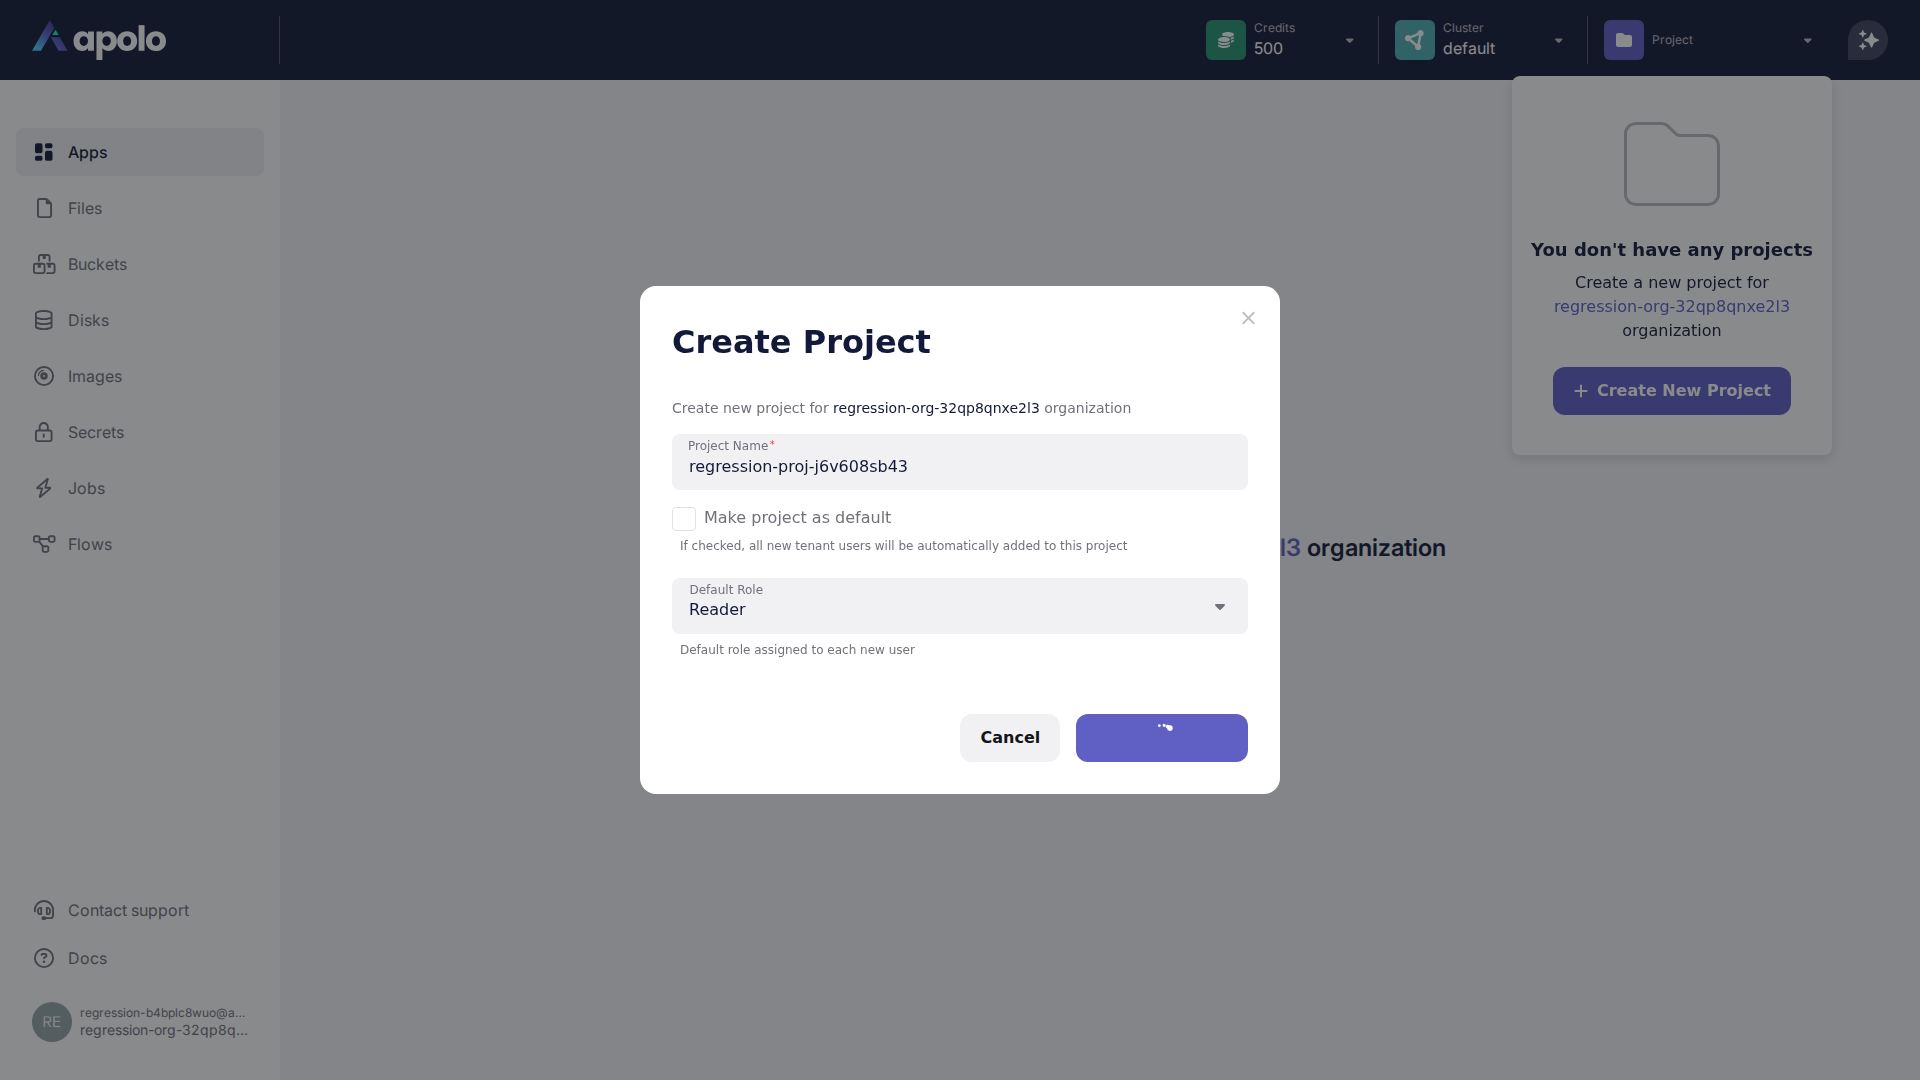 apolo
Credits
500
Cluster
default
Project
Apps
Files
Buckets
Disks
Images
Secrets
Jobs
Flows
Contact support
Docs
RE
regression-b4bplc8wuo@a...
regression-org-32qp8q...
You don't have any projects
Create a new project for
regression-org-32qp8qnxe2l3
organization
+ Create New Project
l3 organization
Create Project
Create new project for regression-org-32qp8qnxe2l3 organization
Project Name*
regression-proj-j6v608sb43
Make project as default
If checked, all new tenant users will be automatically added to this project
Default Role
Reader
Default role assigned to each new user
Cancel